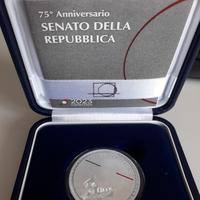 75° Anniversario
SENATO DELLA
REPUBBLICA
2023